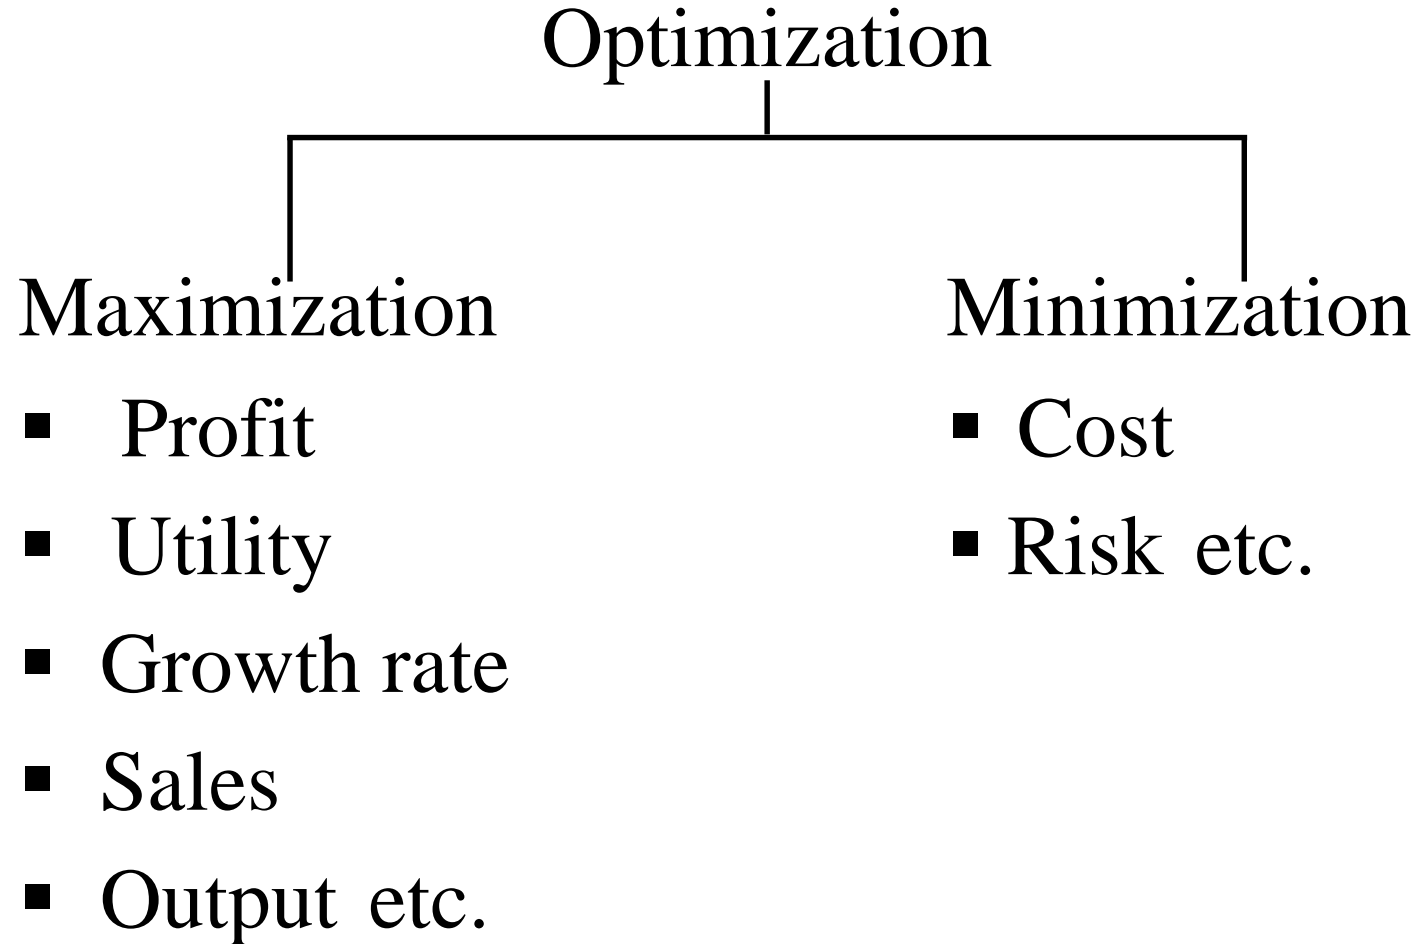 Optimization
Maximization
▪ Profit
▪ Utility
▪ Growth rate
▪ Sales
▪ Output etc.
Minimization
▪ Cost
▪ Risk etc.